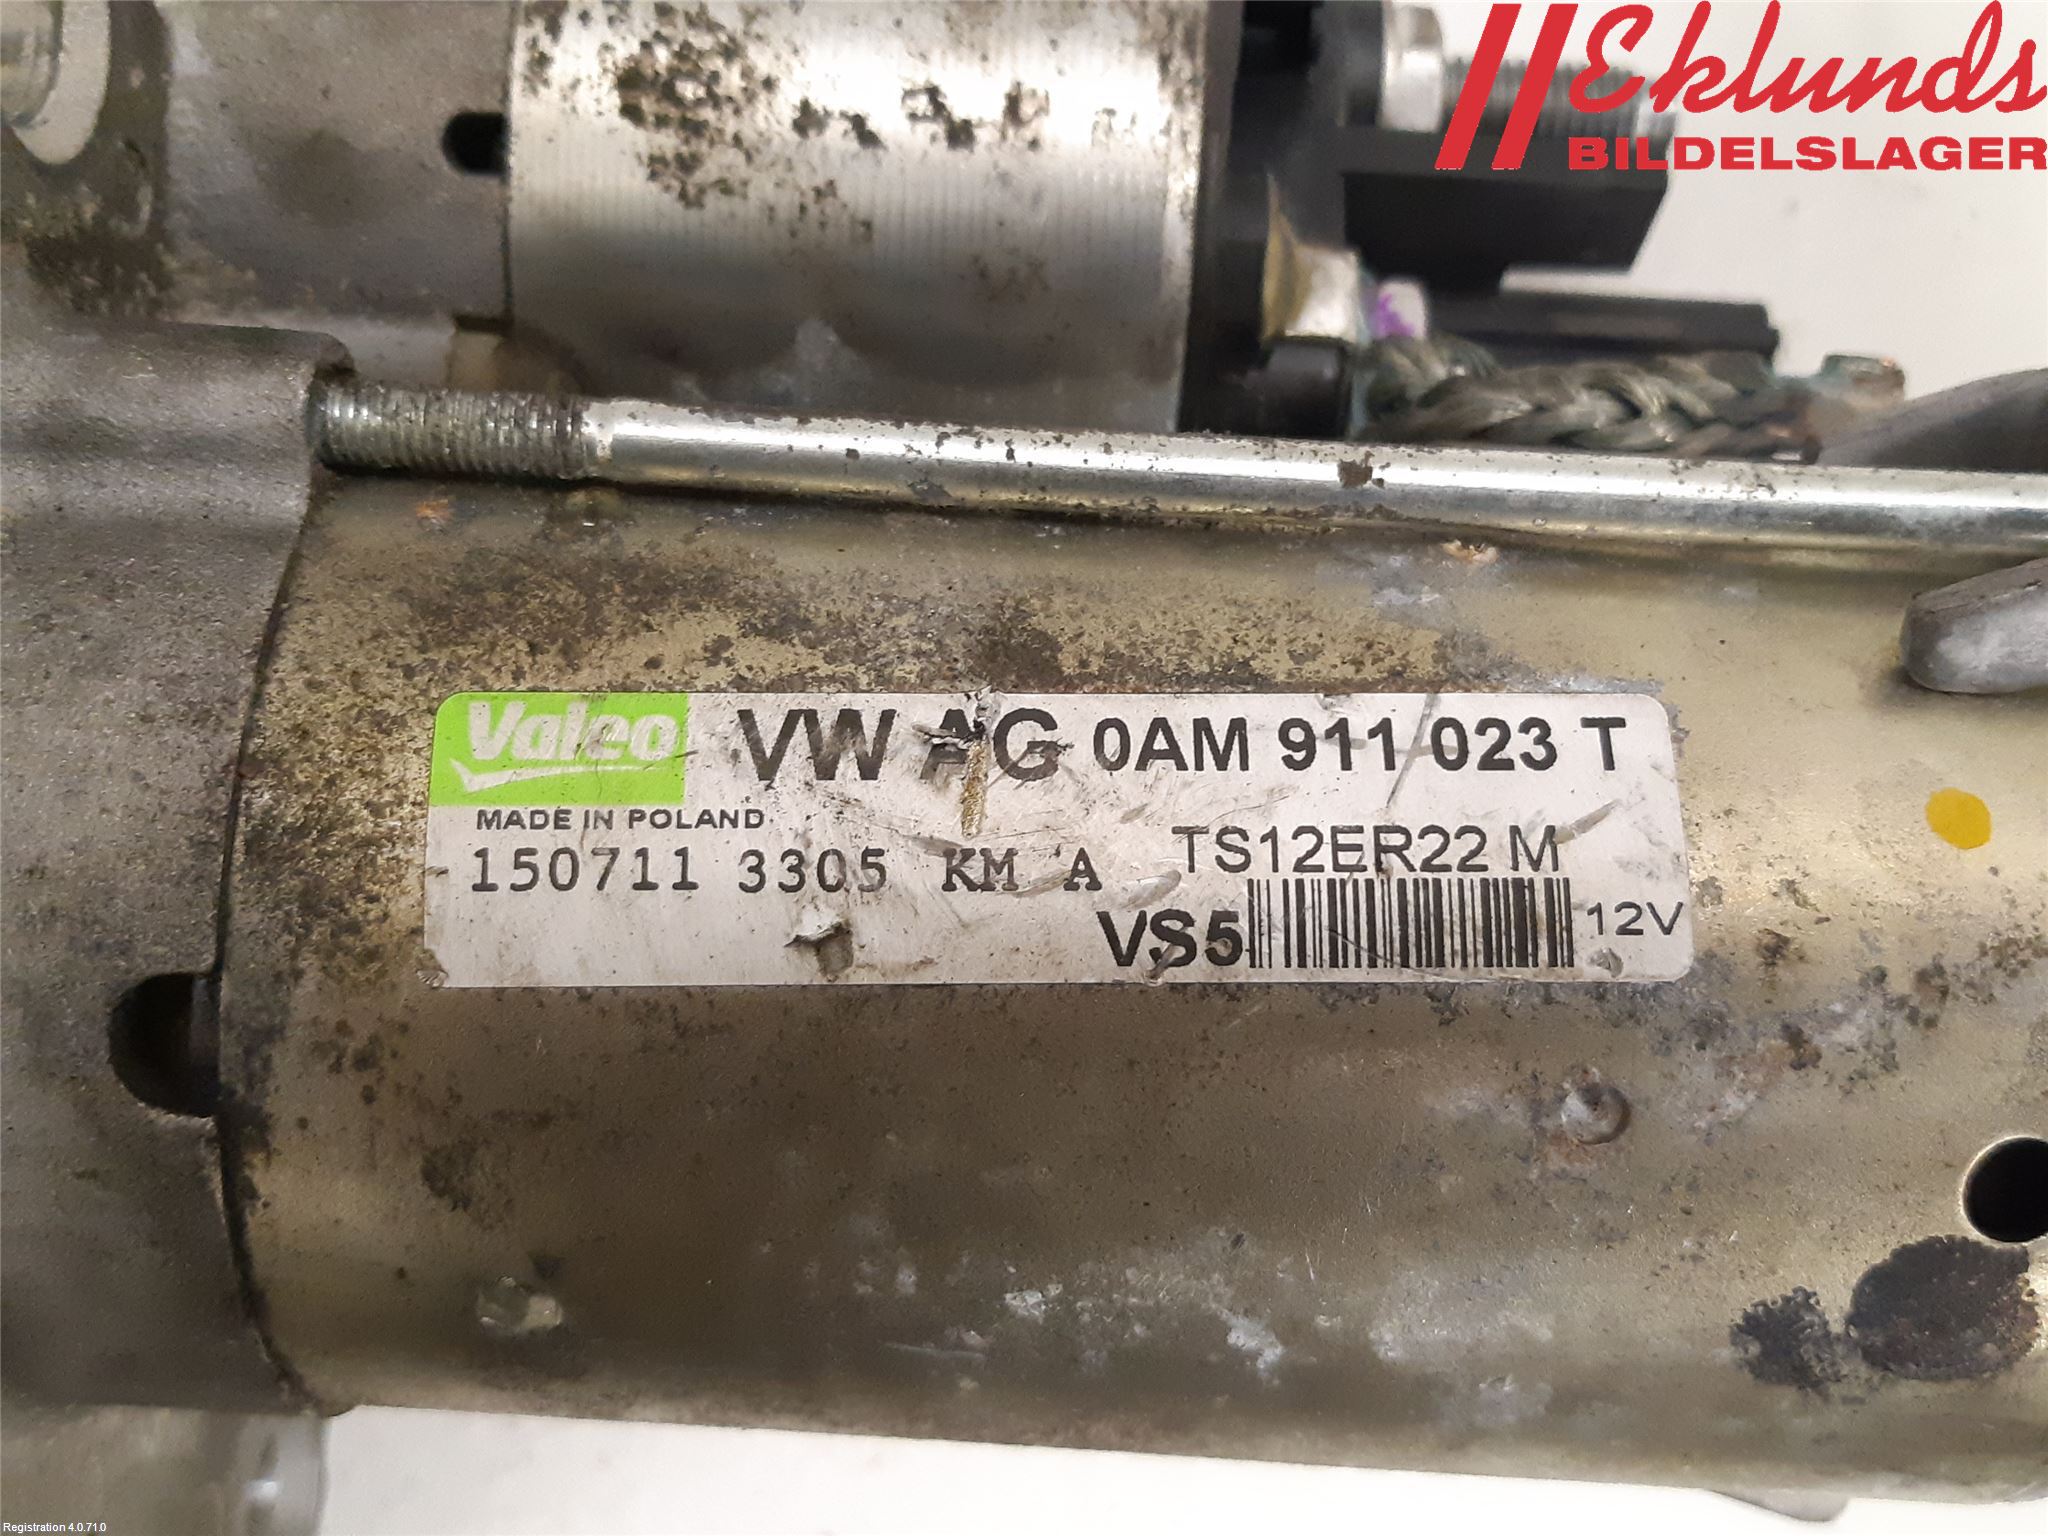 Eklunds
BILDELSLAGER
Valeo VW AG 0AM 911 023 T
MADE IN POLAND
150711 3305 KM A TS12ER22 M
VS5 12V
Registration 4.0.71.0